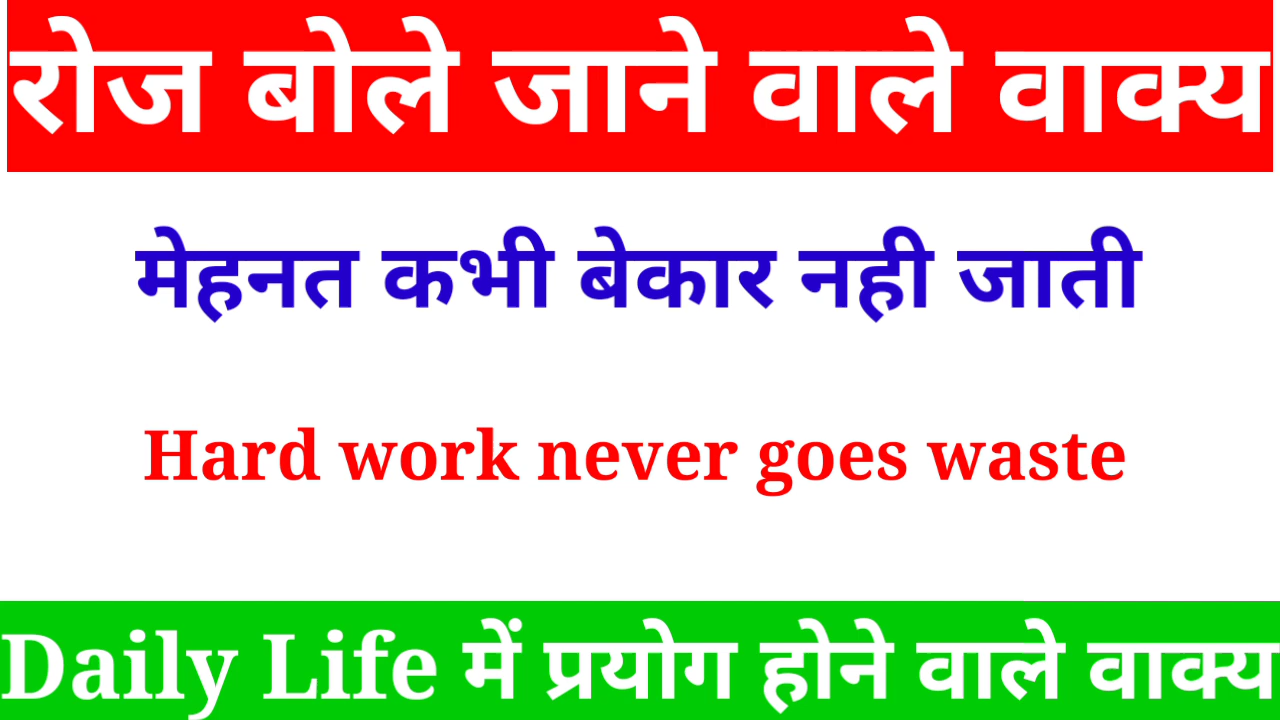 रोज बोले जाने वाले वाक्य
मेहनत कभी बेकार नही जाती
Hard work never goes waste
Daily Life में प्रयोग होने वाले वाक्य